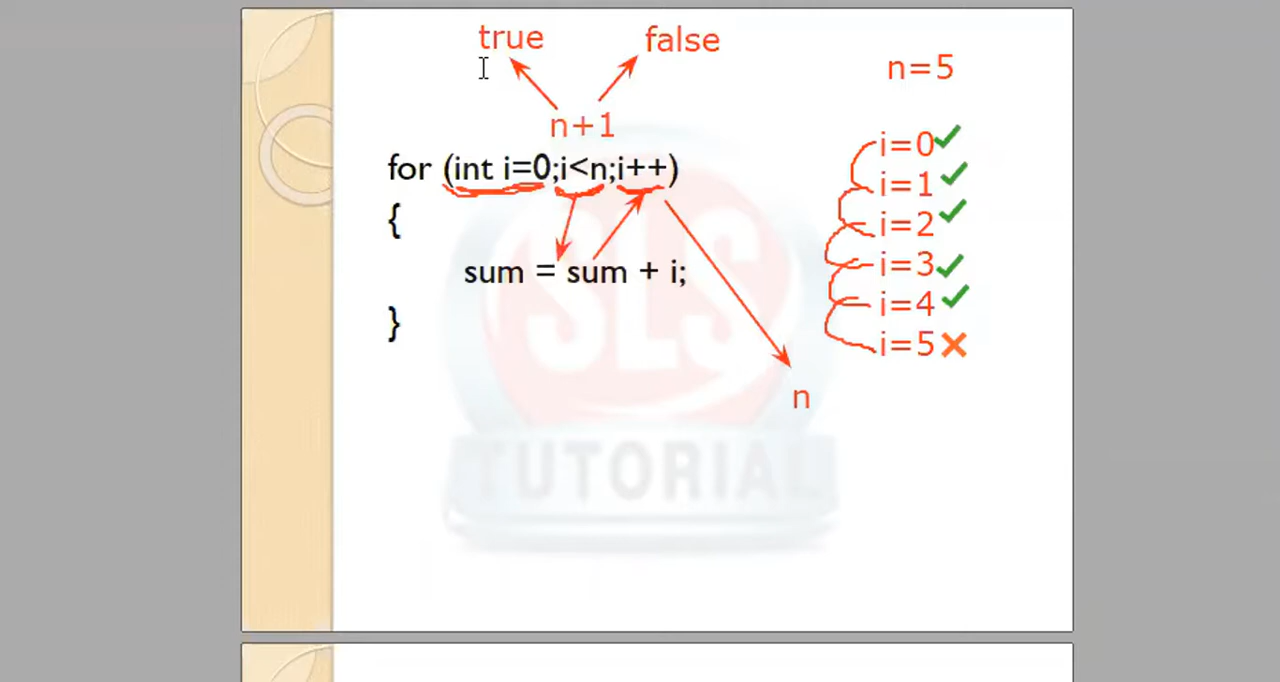 true false
n=5
n+1
i=0
for (int i=0;i<n;i++)
i=1
{
i=2
sum = sum + i;
i=3
i=4
}
i=5
n
SLS
TUTORIAL